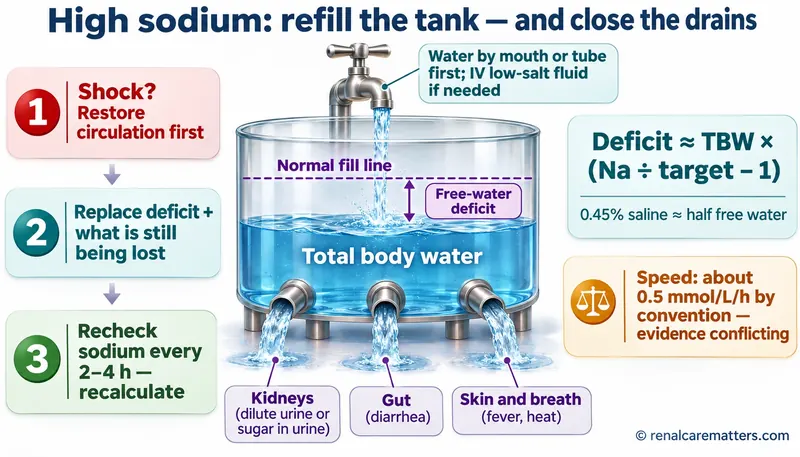 High sodium: refill the tank — and close the drains
1
Shock?
Restore
circulation first
2
Replace deficit +
what is still
being lost
3
Recheck
sodium every
2–4 h —
recalculate
Water by mouth or tube
first; IV low-salt fluid
if needed
Normal fill line
Free-water
deficit
Total body water
Kidneys
(dilute urine or
sugar in urine)
Gut
(diarrhea)
Skin and breath
(fever, heat)
Deficit ≈ TBW ×
(Na ÷ target – 1)
0.45% saline ≈ half free water
Speed: about
0.5 mmol/L/h by
convention —
evidence conflicting
© renalcarematters.com